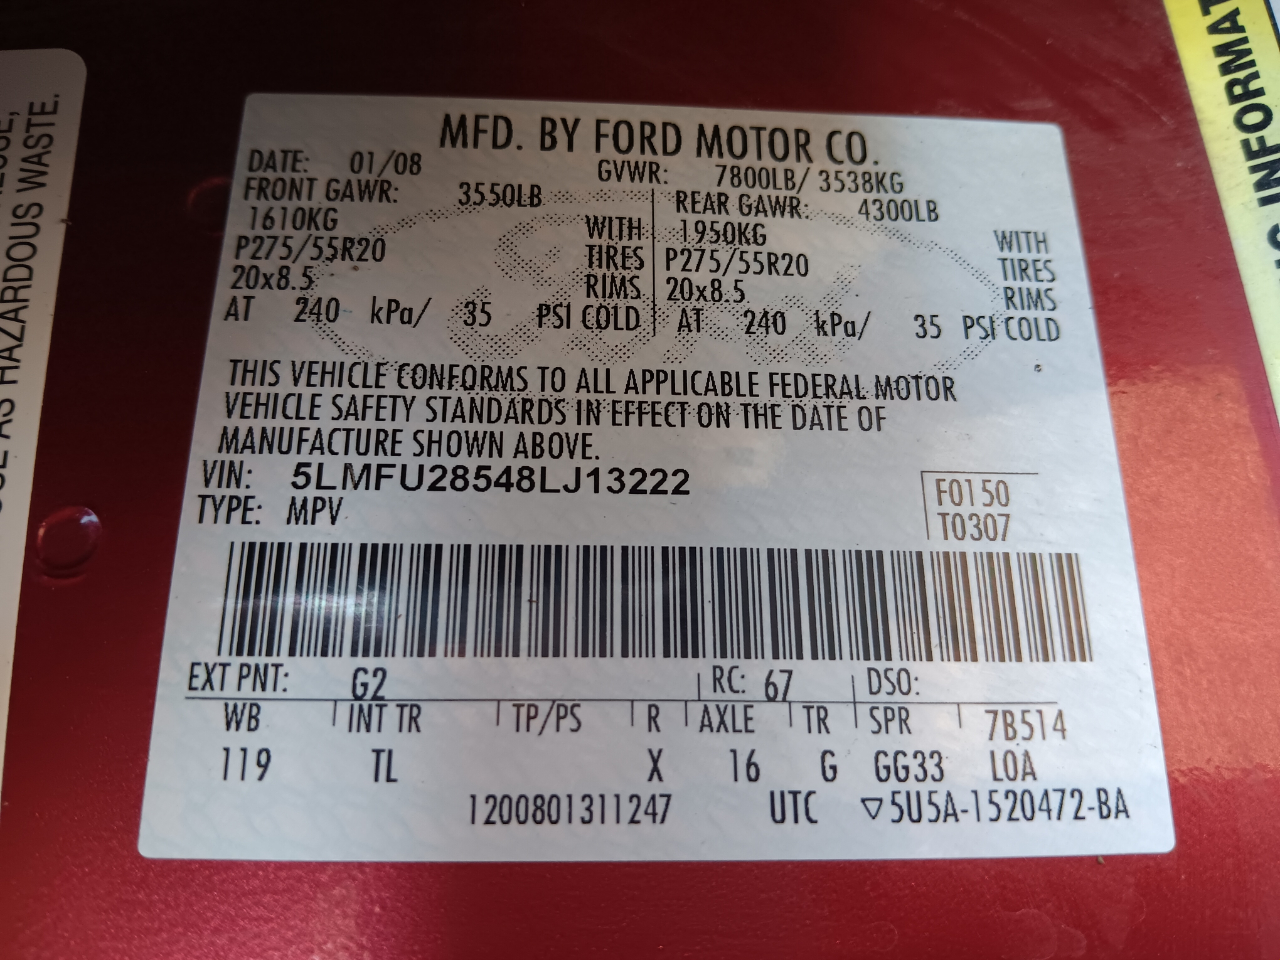 MFD. BY FORD MOTOR CO.
DATE: 01/08 GVWR: 7800LB/ 3538KG
FRONT GAWR: 3550LB REAR GAWR: 4300LB
1610KG WITH 1950KG WITH
P275/55R20 TIRES P275/55R20 TIRES
20x8.5 RIMS 20x8.5 RIMS
AT 240 kPa/ 35 PSI COLD AT 240 kPa/ 35 PSI COLD
THIS VEHICLE CONFORMS TO ALL APPLICABLE FEDERAL MOTOR
VEHICLE SAFETY STANDARDS IN EFFECT ON THE DATE OF
MANUFACTURE SHOWN ABOVE.
VIN: 5LMFU28548LJ13222
TYPE: MPV
F0150
T0307
EXT PNT: G2 RC: 67 DSO:
WB INT TR TP/PS R AXLE TR SPR 7B514
119 TL X 16 G GG33 LOA
1200801311247 UTC ▽5U5A-1520472-BA
AS HAZARDOUS WASTE.
INFORMAT